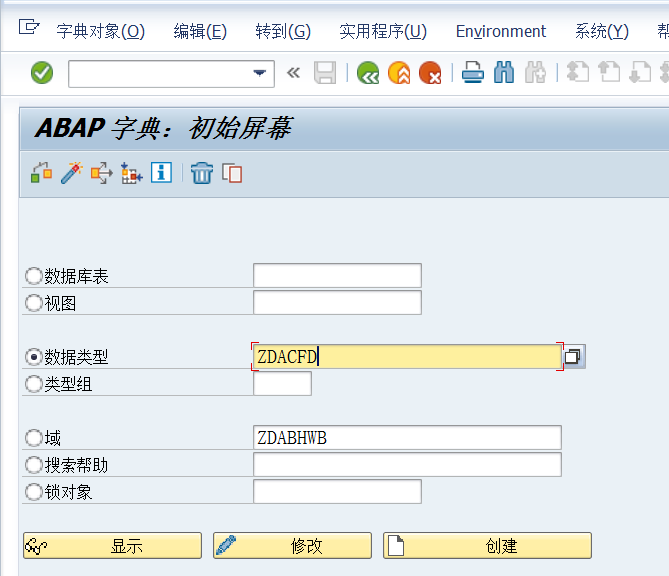 字典对象(O) 编辑(E) 转到(G) 实用程序(U) Environment 系统(Y)
ABAP 字典：初始屏幕
数据库表
视图
数据类型 ZDACFD
类型组
域 ZDABHWB
搜索帮助
锁对象
显示 修改 创建